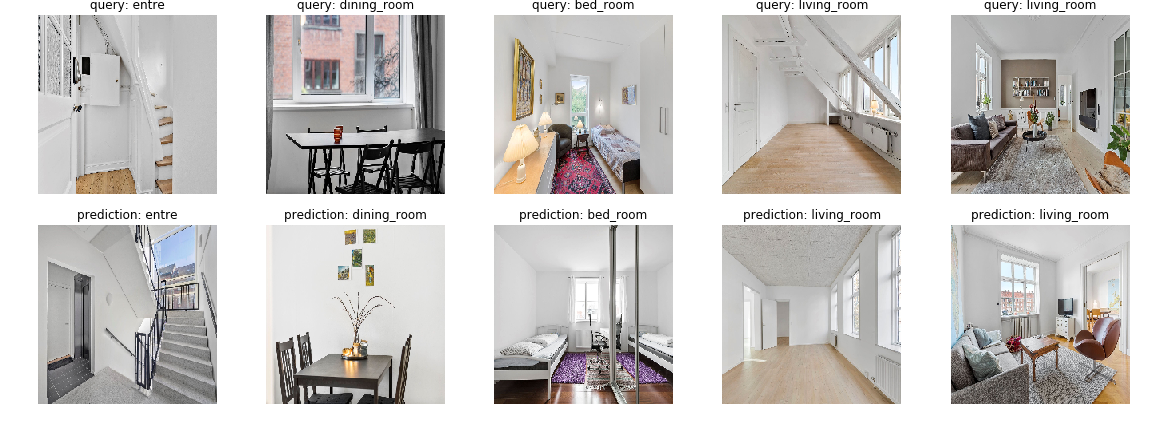 query: entre
query: dining_room
query: bed_room
query: living_room
query: living_room
prediction: entre
prediction: dining_room
prediction: bed_room
prediction: living_room
prediction: living_room